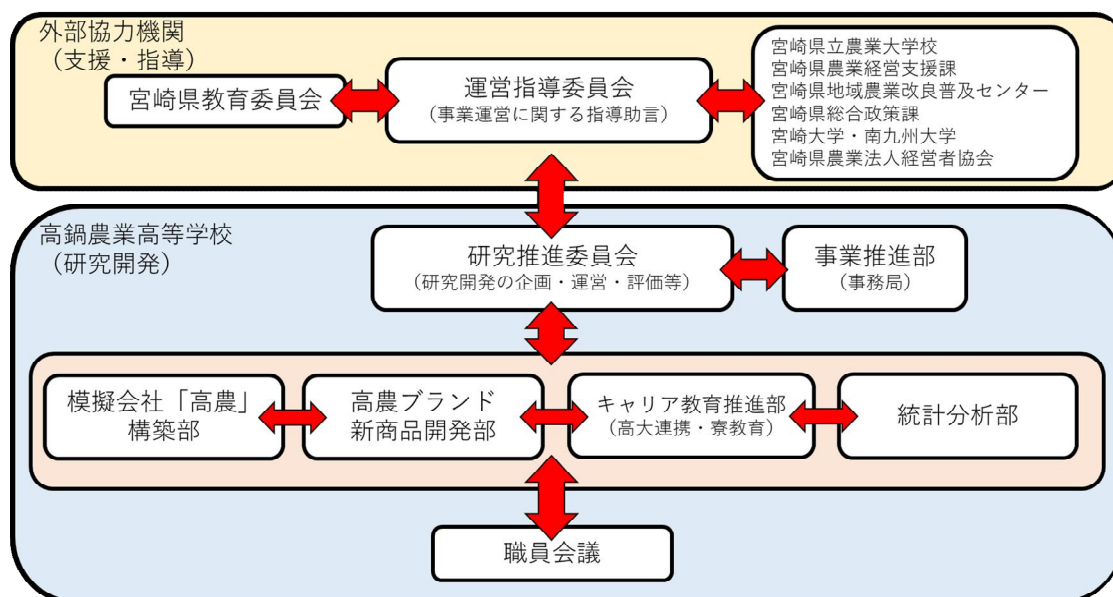 外部協力機関
（支援・指導）
宮崎県教育委員会
運営指導委員会
（事業運営に関する指導助言）
宮崎県立農業大学校
宮崎県農業経営支援課
宮崎県地域農業改良普及センター
宮崎県総合政策課
宮崎大学・南九州大学
宮崎県農業法人経営者協会
高鍋農業高等学校
（研究開発）
研究推進委員会
（研究開発の企画・運営・評価等）
事業推進部
（事務局）
模擬会社「高農」
構築部
高農ブランド
新商品開発部
キャリア教育推進部
（高大連携・寮教育）
統計分析部
職員会議